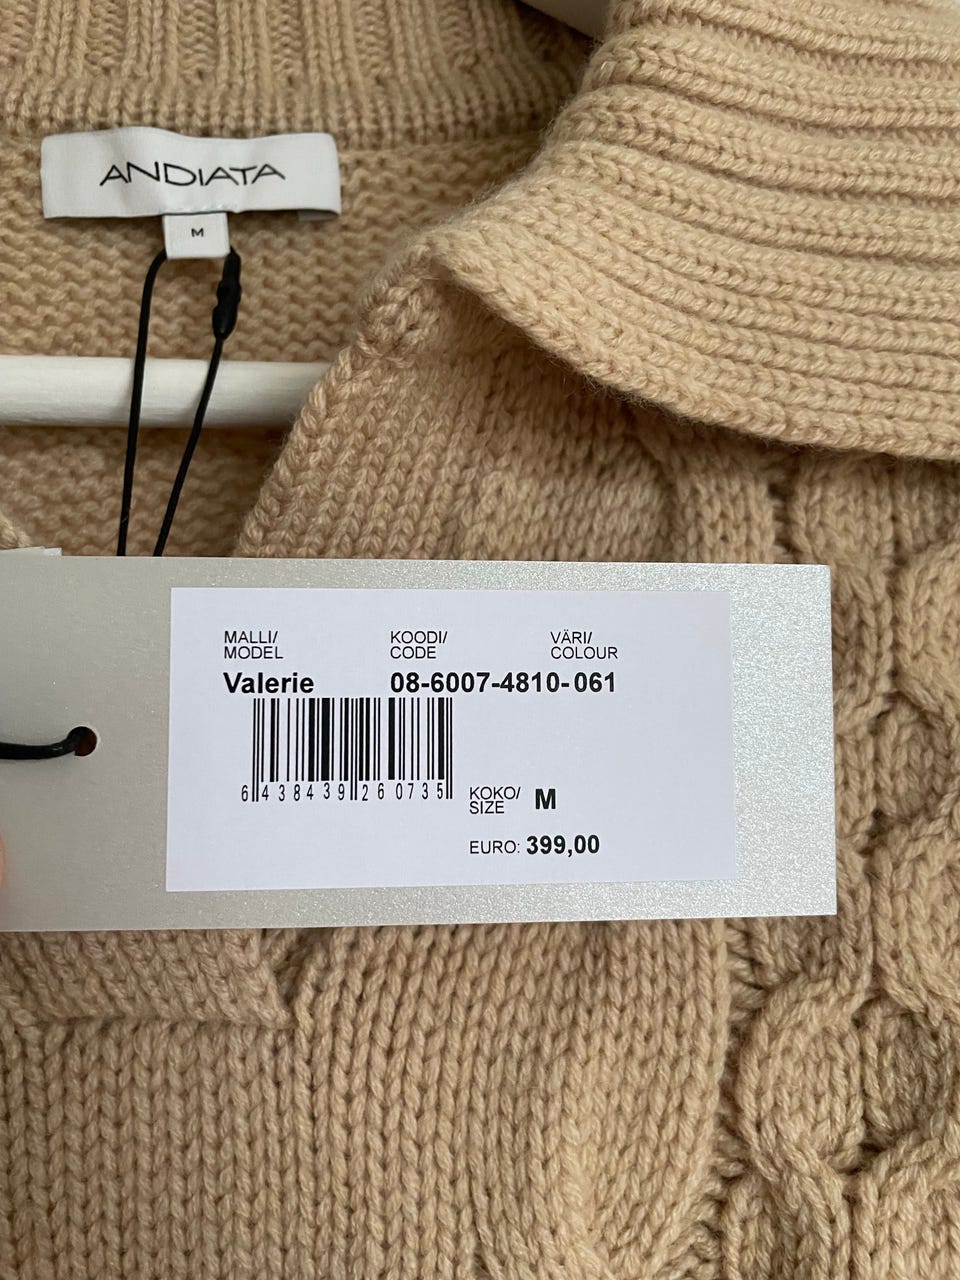 ANDIATA
M
MALLI/ KOODI/ VÄRI/
MODEL CODE COLOUR
Valerie 08-6007-4810-061
6 438439 260735
KOKO/
SIZE M
EURO: 399,00